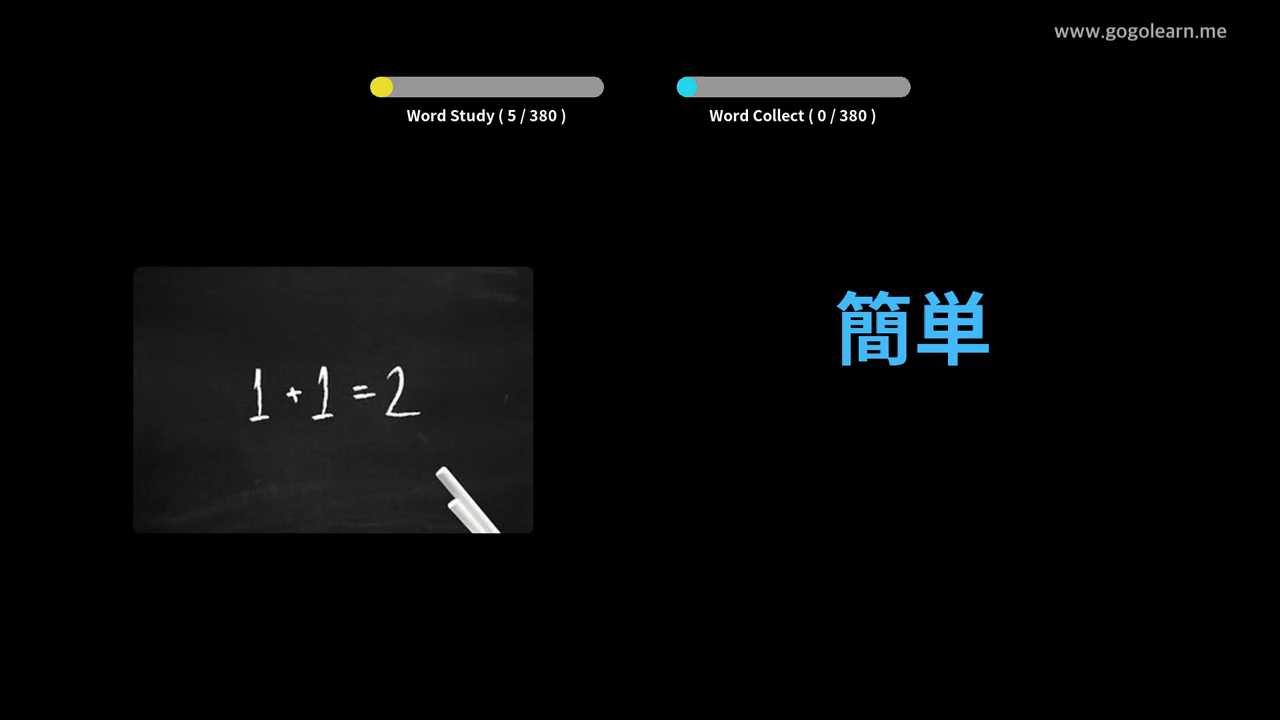 www.gogolearn.me
Word Study ( 5 / 380 )
Word Collect ( 0 / 380 )
1 + 1 = 2
簡単